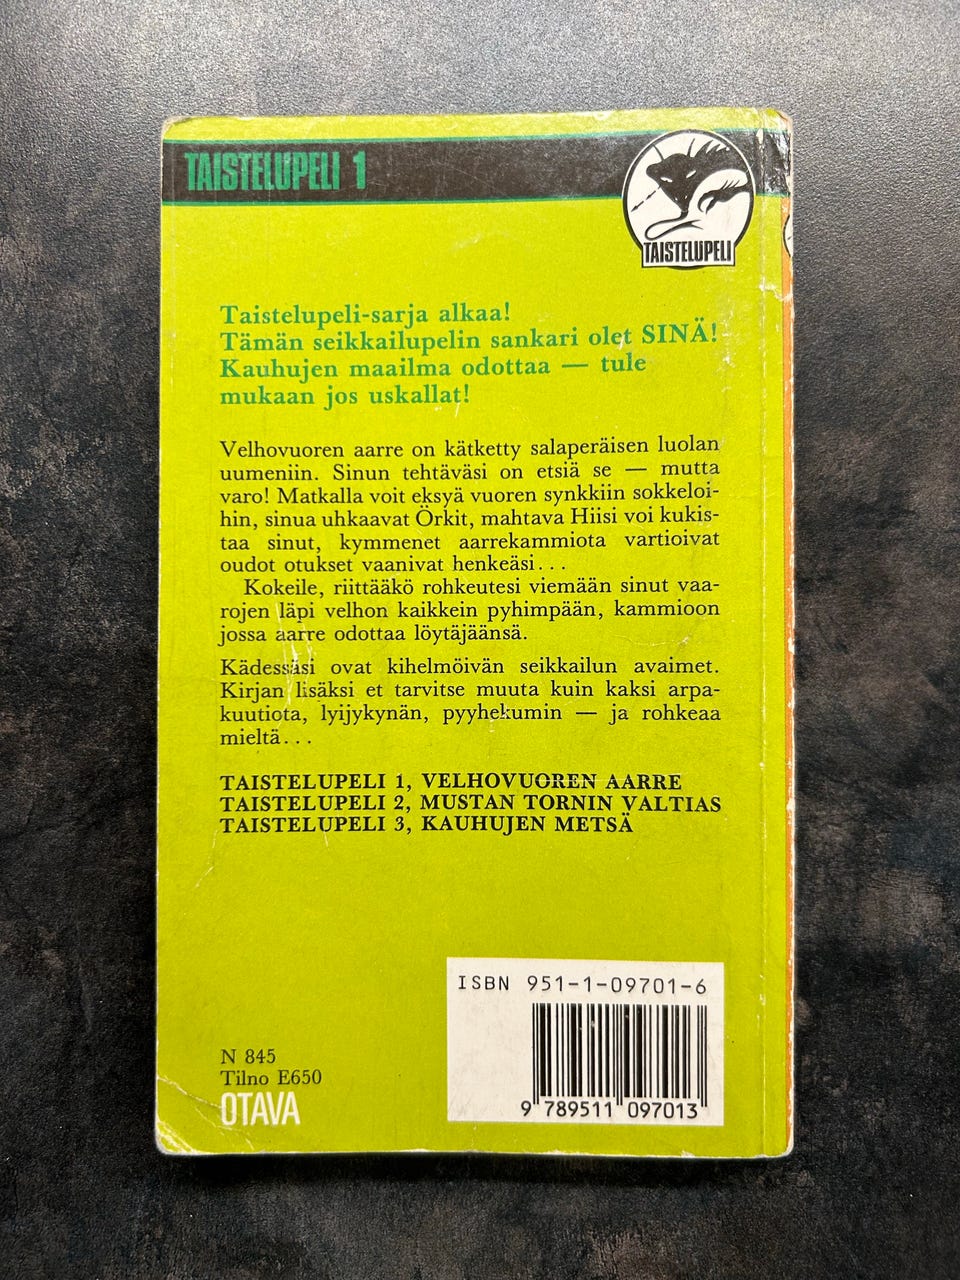 TAISTELUPELI 1
TAISTELUPELI
Taistelupeli-sarja alkaa!
Tämän seikkailupelin sankari olet SINÄ!
Kauhujen maailma odottaa — tule
mukaan jos uskallat!
Velhovuoren aarre on kätketty salaperäisen luolan
uumeniin. Sinun tehtäväsi on etsiä se — mutta
varo! Matkalla voit eksyä vuoren synkkiin sokkeloi-
hin, sinua uhkaavat Örkit, mahtava Hiisi voi kukis-
taa sinut, kymmenet aarrekammiota vartioivat
oudot otukset vaanivat henkeäsi...
Kokeile, riittääkö rohkeutesi viemään sinut vaa-
rojen läpi velhon kaikkein pyhimpään, kammioon
jossa aarre odottaa löytäjäänsä.
Kädessäsi ovat kihelmöivän seikkailun avaimet.
Kirjan lisäksi et tarvitse muuta kuin kaksi arpa-
kuutiota, lyijykynän, pyyhekumin — ja rohkeaa
mieltä...
TAISTELUPELI 1, VELHOVUOREN AARRE
TAISTELUPELI 2, MUSTAN TORNIN VALTIAS
TAISTELUPELI 3, KAUHUJEN METSÄ
ISBN 951-1-09701-6
9 789511 097013
N 845
Tilno E650
OTAVA